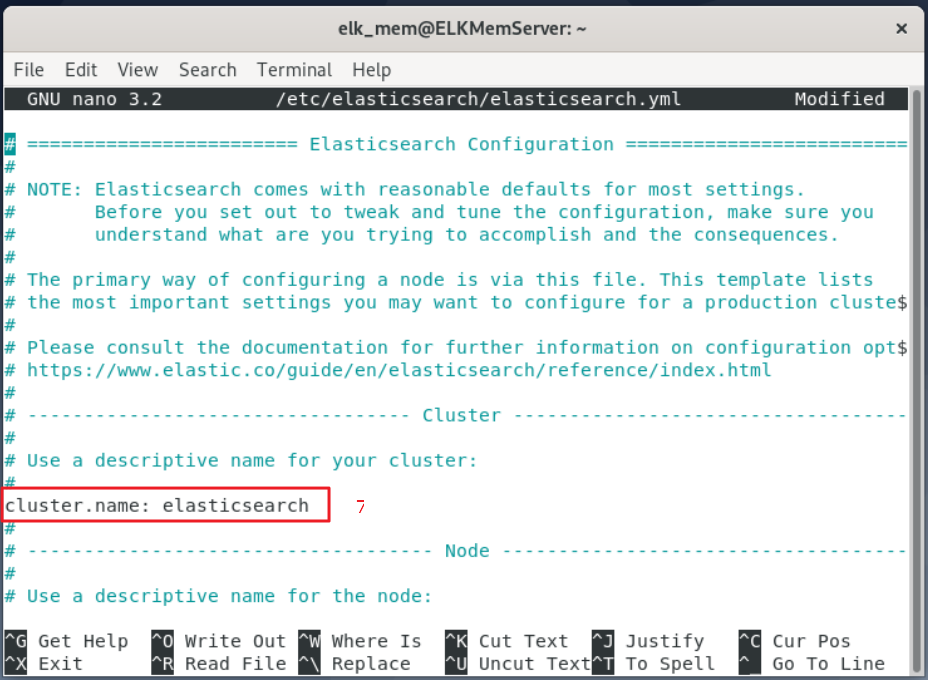 elk_mem@ELKMemServer: ~ ×
File Edit View Search Terminal Help
GNU nano 3.2 /etc/elasticsearch/elasticsearch.yml Modified
# ======================== Elasticsearch Configuration =========================
#
# NOTE: Elasticsearch comes with reasonable defaults for most settings.
#       Before you set out to tweak and tune the configuration, make sure you
#       understand what are you trying to accomplish and the consequences.
#
# The primary way of configuring a node is via this file. This template lists
# the most important settings you may want to configure for a production cluste$
#
# Please consult the documentation for further information on configuration opt$
# https://www.elastic.co/guide/en/elasticsearch/reference/index.html
#
# ---------------------------------- Cluster -----------------------------------
#
# Use a descriptive name for your cluster:
#
cluster.name: elasticsearch 7
#
# ------------------------------------ Node ------------------------------------
#
# Use a descriptive name for the node:
^G Get Help ^O Write Out ^W Where Is ^K Cut Text ^J Justify ^C Cur Pos
^X Exit ^R Read File ^\ Replace ^U Uncut Text ^T To Spell ^_ Go To Line